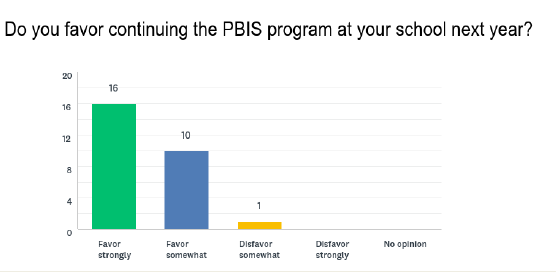 Do you favor continuing the PBIS program at your school next year?
20
16
16
12
10
8
4
1
0
Favor strongly
Favor somewhat
Disfavor somewhat
Disfavor strongly
No opinion